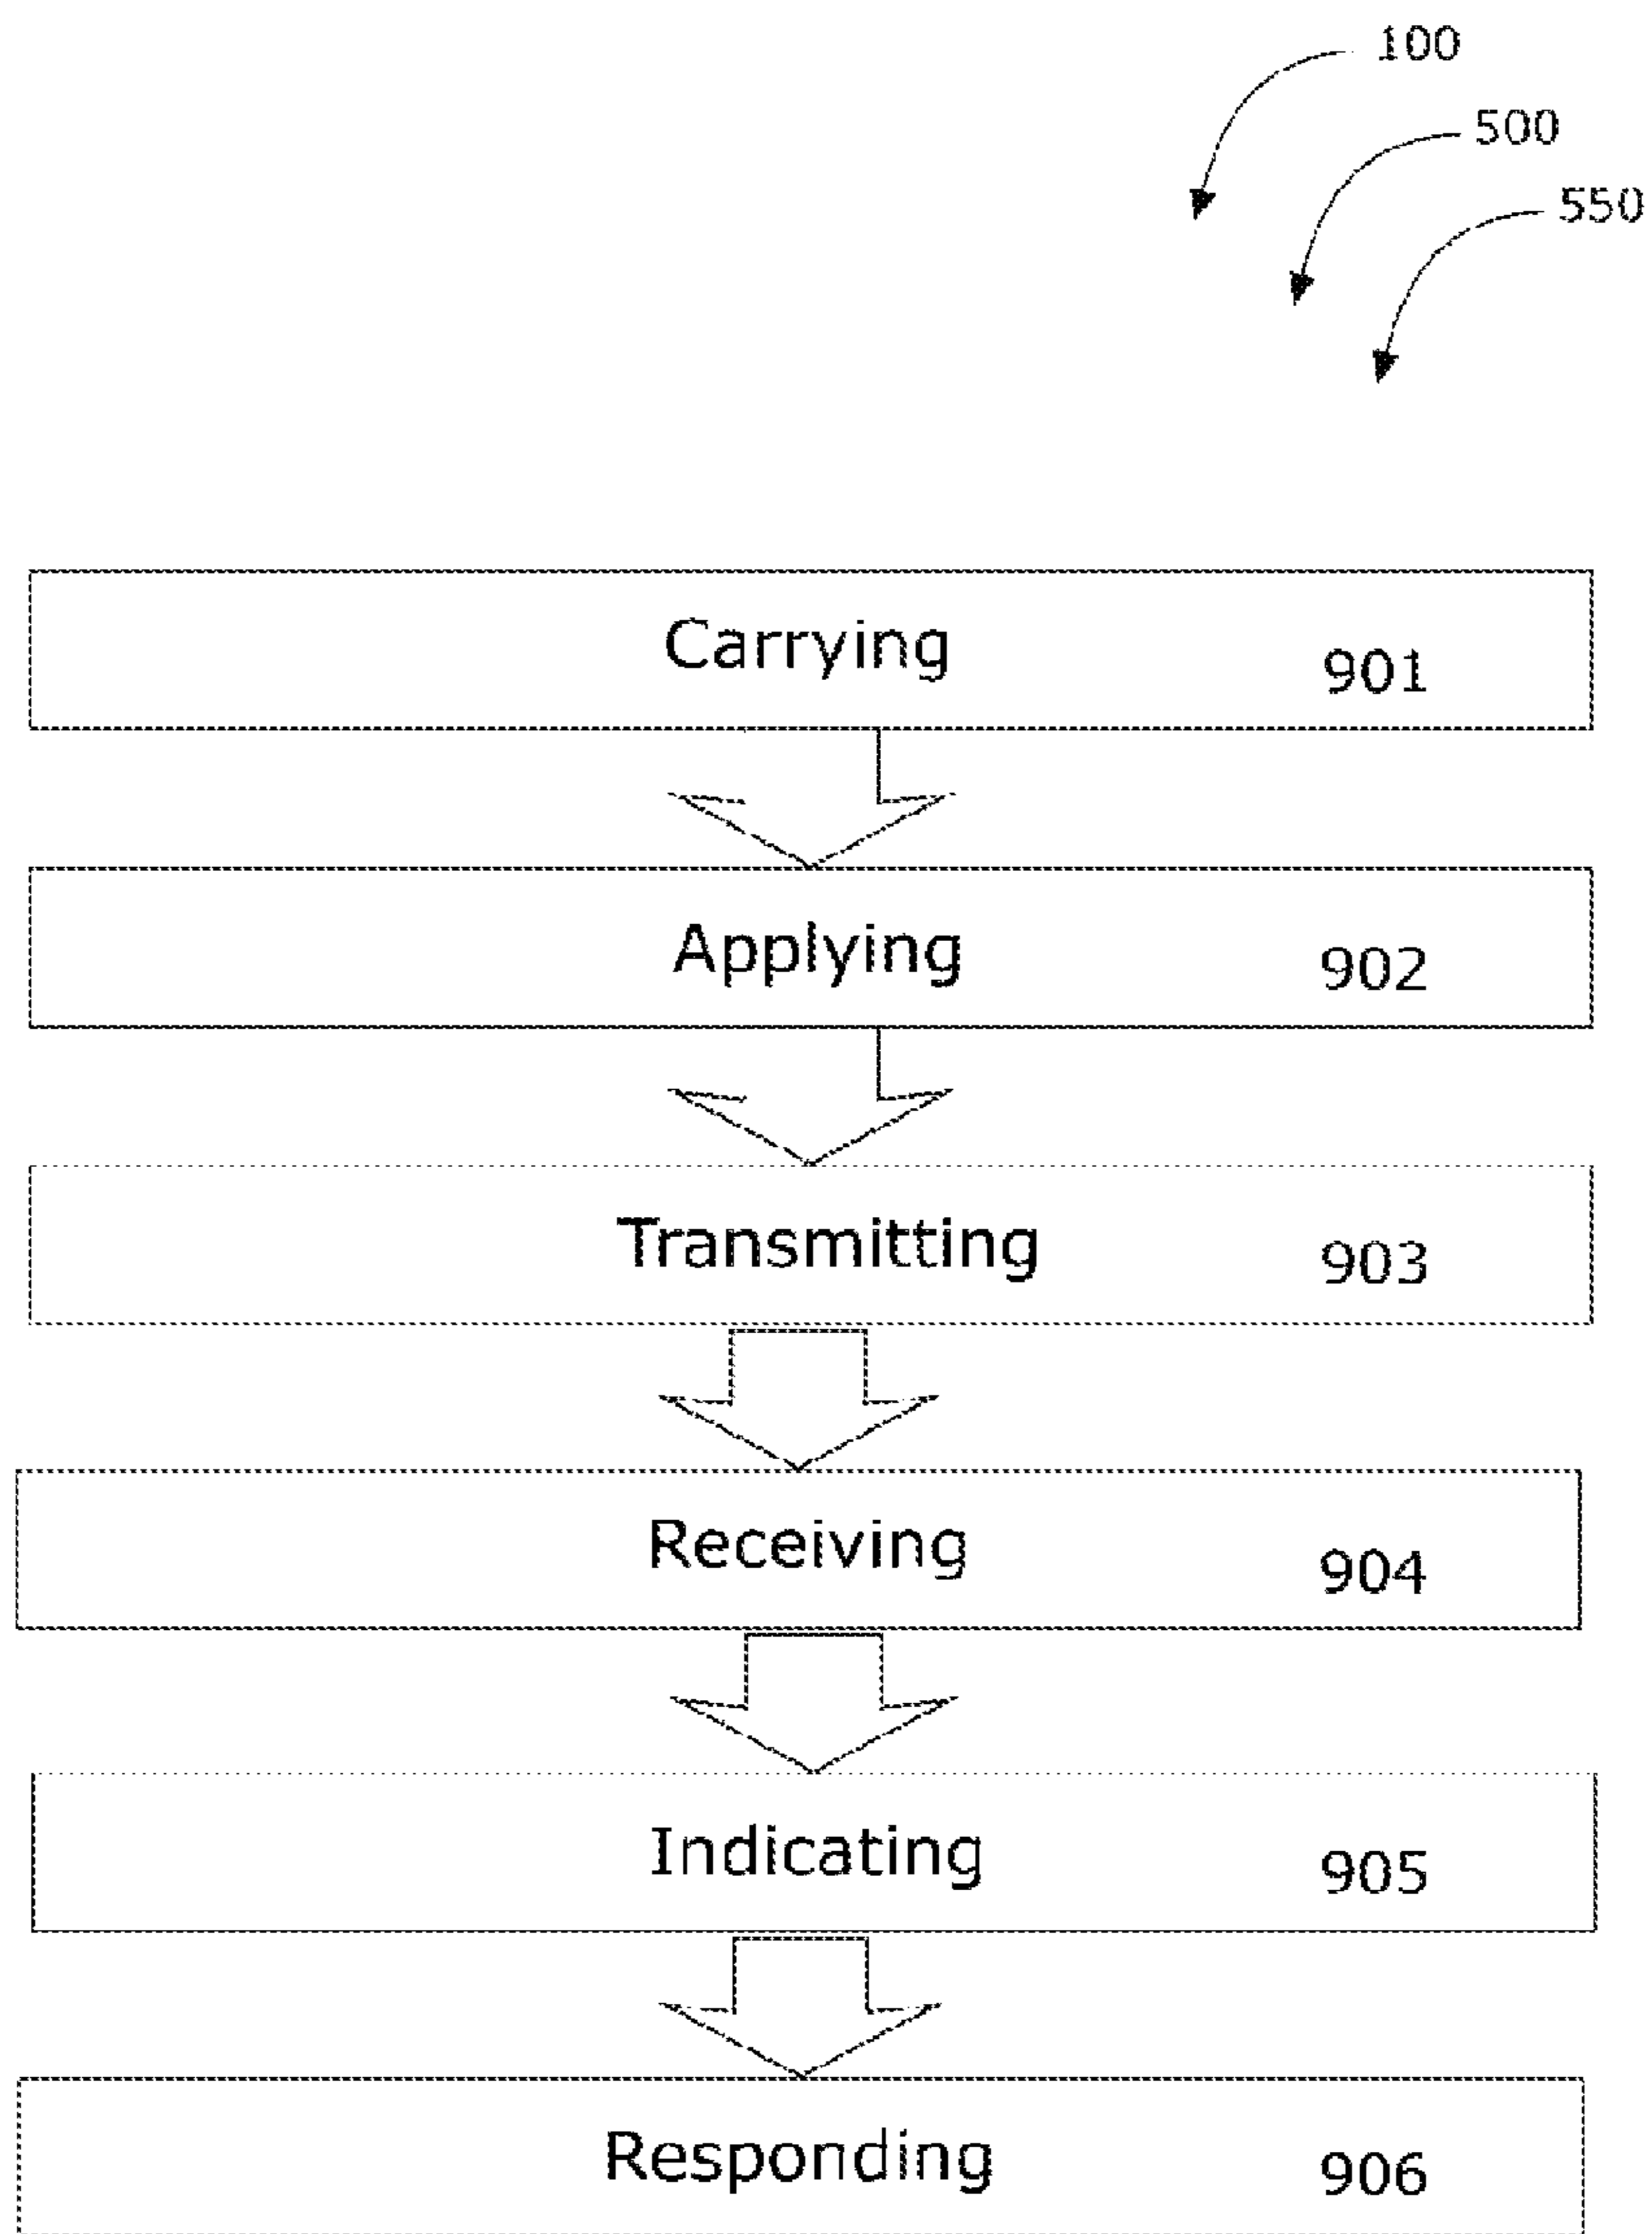 100
500
550
Carrying 901
Applying 902
Transmitting 903
Receiving 904
Indicating 905
Responding 906